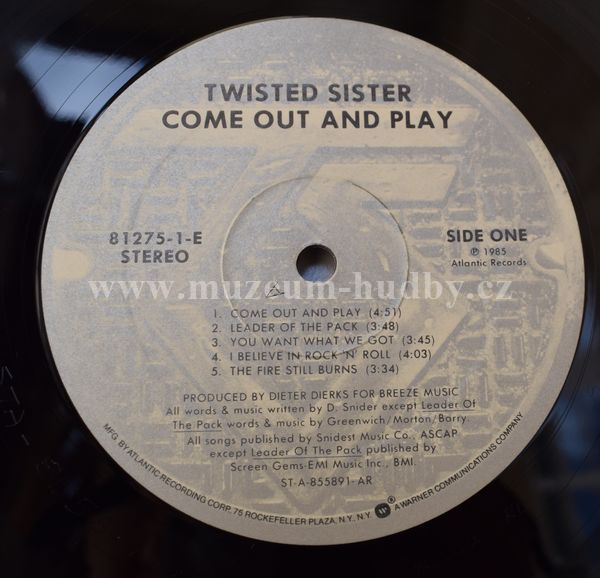 TWISTED SISTER
COME OUT AND PLAY
81275-1-E
STEREO
SIDE ONE
℗ 1985
Atlantic Records
www.muzeum-hudby.cz
1. COME OUT AND PLAY (4:51)
2. LEADER OF THE PACK (3:48)
3. YOU WANT WHAT WE GOT (3:45)
4. I BELIEVE IN ROCK 'N' ROLL (4:03)
5. THE FIRE STILL BURNS (3:34)
PRODUCED BY DIETER DIERKS FOR BREEZE MUSIC
All words & music written by D. Snider except Leader Of
The Pack words & music by Greenwich/Morton/Barry.
All songs published by Snidest Music Co., ASCAP
except Leader Of The Pack published by
Screen Gems-EMI Music Inc., BMI.
ST-A-855891-AR
MFG. BY ATLANTIC RECORDING CORP. 75 ROCKEFELLER PLAZA, N.Y. N.Y. ® A WARNER COMMUNICATIONS COMPANY